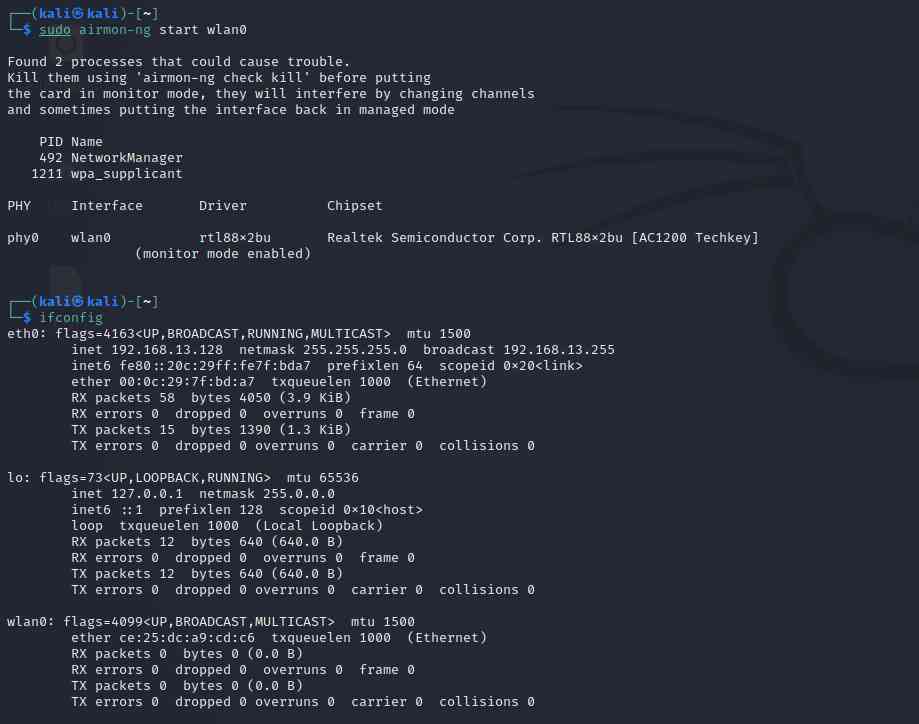 ┌──(kali㉿kali)-[~]
└─$ sudo airmon-ng start wlan0
Found 2 processes that could cause trouble.
Kill them using 'airmon-ng check kill' before putting
the card in monitor mode, they will interfere by changing channels
and sometimes putting the interface back in managed mode
PID Name
492 NetworkManager
1211 wpa_supplicant
PHY Interface Driver Chipset
phy0 wlan0 rtl88×2bu Realtek Semiconductor Corp. RTL88×2bu [AC1200 Techkey]
(monitor mode enabled)
┌──(kali㉿kali)-[~]
└─$ ifconfig
eth0: flags=4163<UP,BROADCAST,RUNNING,MULTICAST> mtu 1500
inet 192.168.13.128 netmask 255.255.255.0 broadcast 192.168.13.255
inet6 fe80::20c:29ff:fe7f:bda7 prefixlen 64 scopeid 0×20<link>
ether 00:0c:29:7f:bd:a7 txqueuelen 1000 (Ethernet)
RX packets 58 bytes 4050 (3.9 KiB)
RX errors 0 dropped 0 overruns 0 frame 0
TX packets 15 bytes 1390 (1.3 KiB)
TX errors 0 dropped 0 overruns 0 carrier 0 collisions 0
lo: flags=73<UP,LOOPBACK,RUNNING> mtu 65536
inet 127.0.0.1 netmask 255.0.0.0
inet6 ::1 prefixlen 128 scopeid 0×10<host>
loop txqueuelen 1000 (Local Loopback)
RX packets 12 bytes 640 (640.0 B)
RX errors 0 dropped 0 overruns 0 frame 0
TX packets 12 bytes 640 (640.0 B)
TX errors 0 dropped 0 overruns 0 carrier 0 collisions 0
wlan0: flags=4099<UP,BROADCAST,MULTICAST> mtu 1500
ether ce:25:dc:a9:cd:c6 txqueuelen 1000 (Ethernet)
RX packets 0 bytes 0 (0.0 B)
RX errors 0 dropped 0 overruns 0 frame 0
TX packets 0 bytes 0 (0.0 B)
TX errors 0 dropped 0 overruns 0 carrier 0 collisions 0